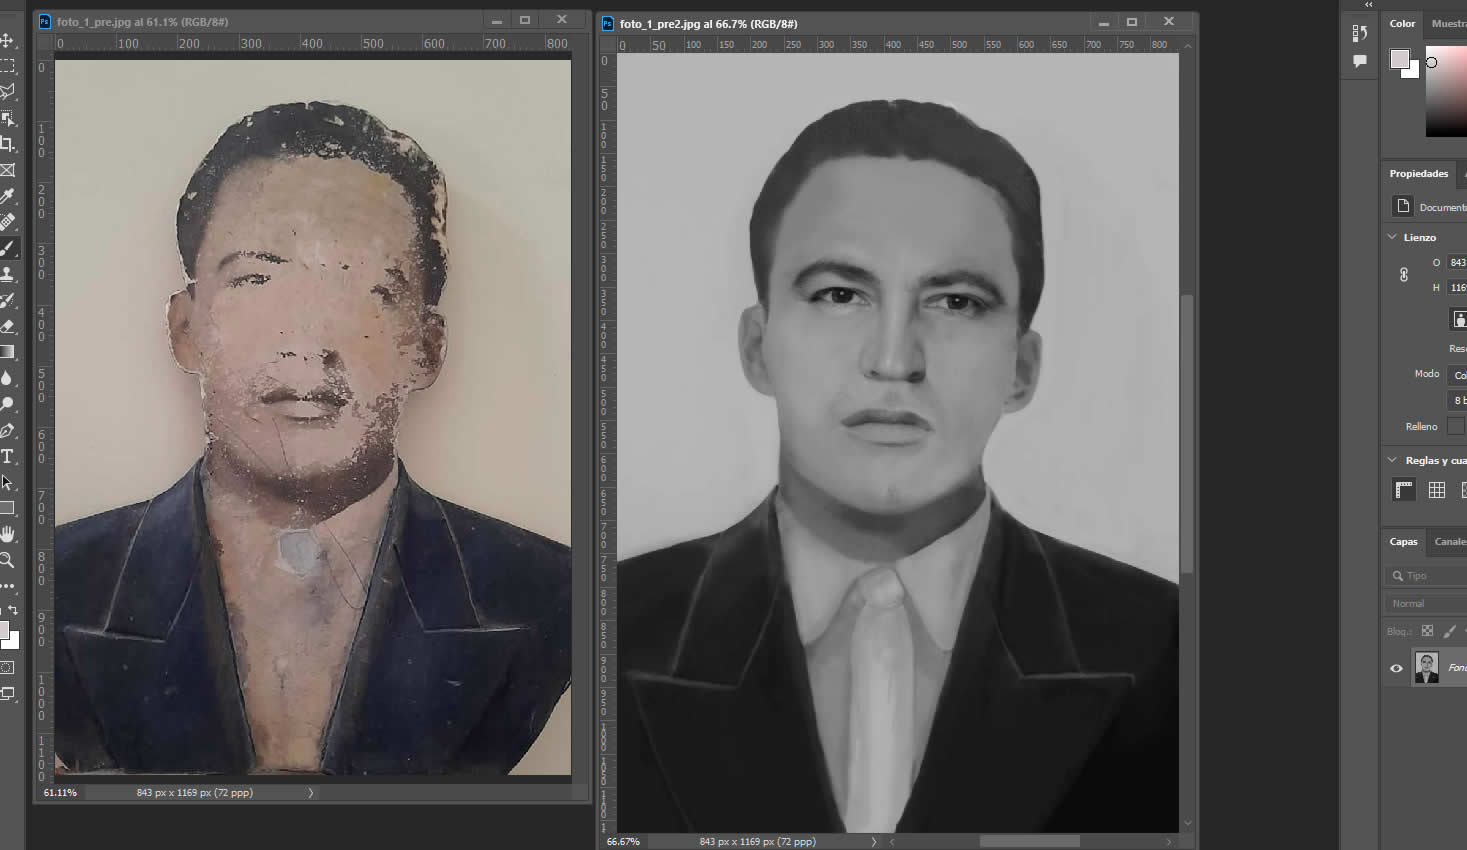 Ps foto_1_pre.jpg al 61.1% (RGB/8#)
0 100 200 300 400 500 600 700 800
0
100
200
300
400
500
600
700
800
900
1000
1100
61.11% 843 px x 1169 px (72 ppp)
Ps foto_1_pre2.jpg al 66.7% (RGB/8#)
0 50 100 150 200 250 300 350 400 450 500 550 600 650 700 750 800
0
50
100
150
200
250
300
350
400
450
500
550
600
650
700
750
800
850
900
950
1000
1050
66.67% 843 px x 1169 px (72 ppp)
T
Color Muestra
Propiedades
Document
Lienzo
O 843
H 116
Res
Modo Co
8 b
Relleno
Reglas y cua
Capas Canale
Tipo
Normal
Bloq.:
Fond